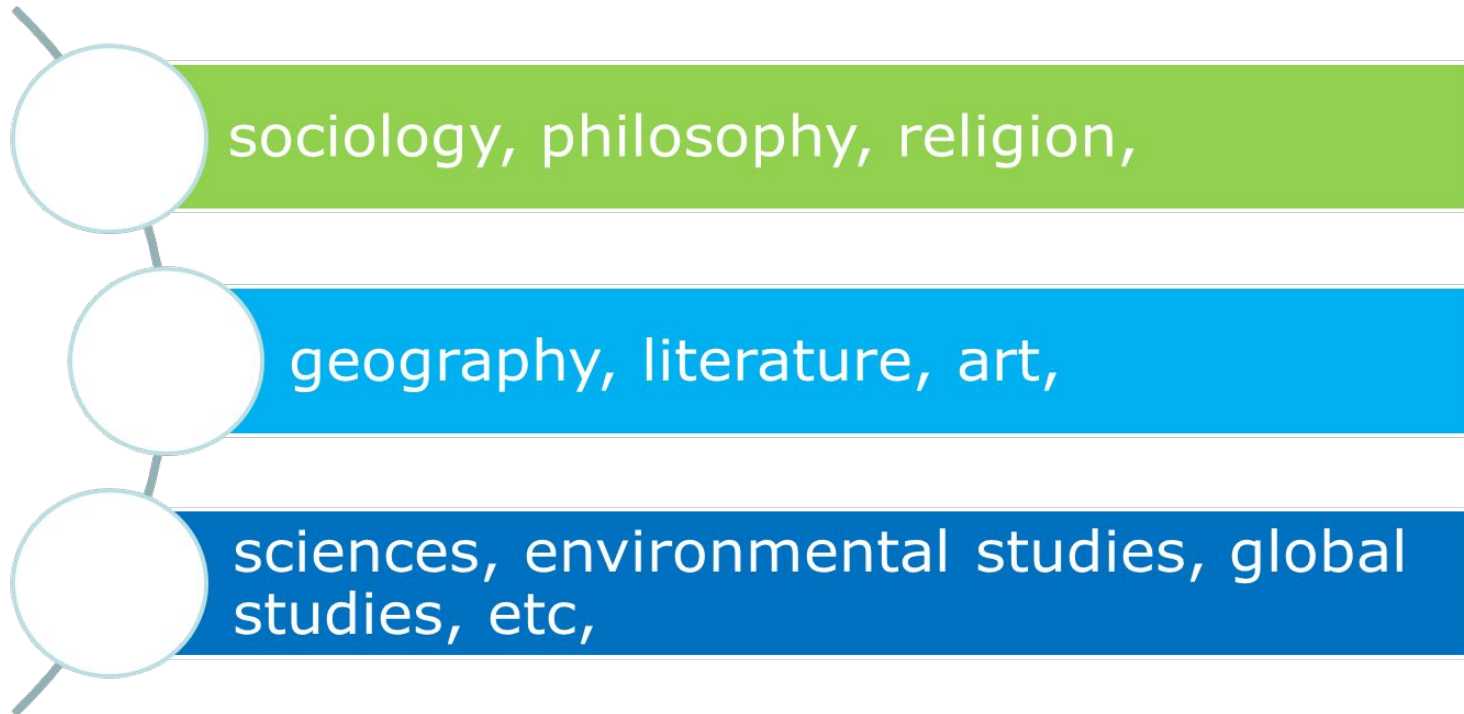 sociology, philosophy, religion,
geography, literature, art,
sciences, environmental studies, global
studies, etc,